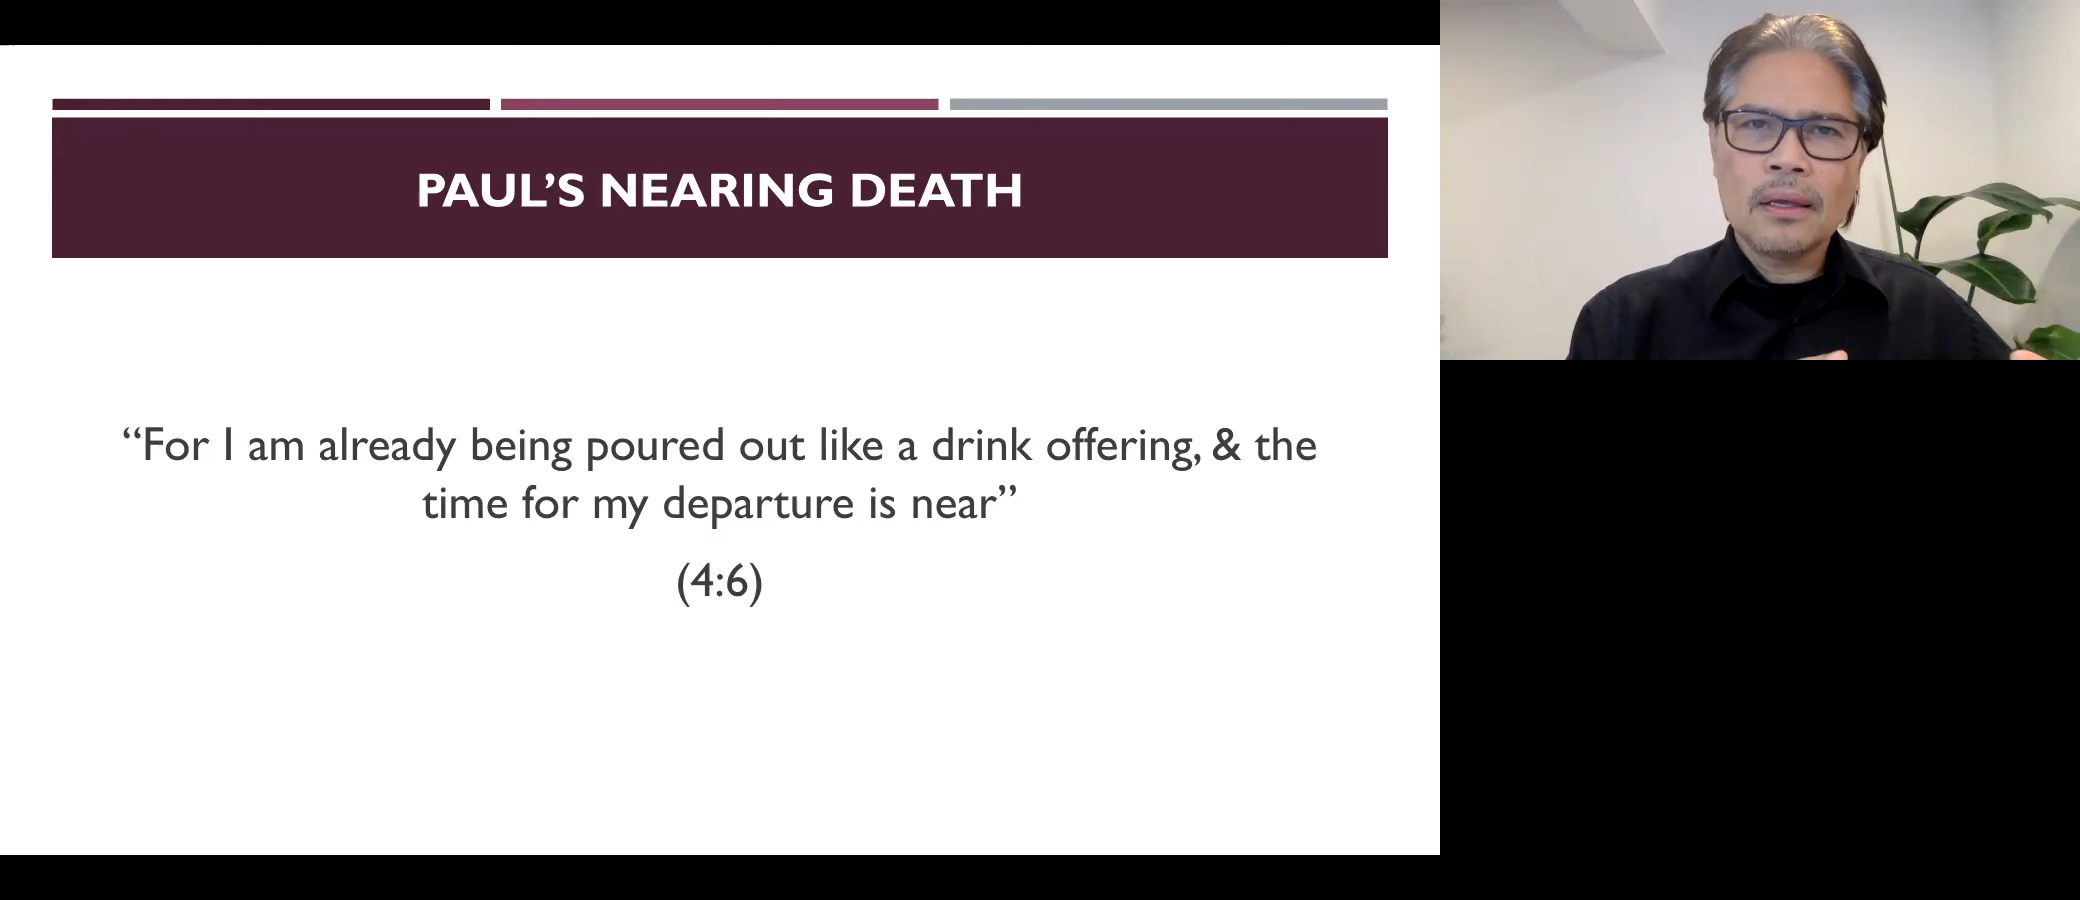 PAUL’S NEARING DEATH
“For I am already being poured out like a drink offering, & the
time for my departure is near”
(4:6)